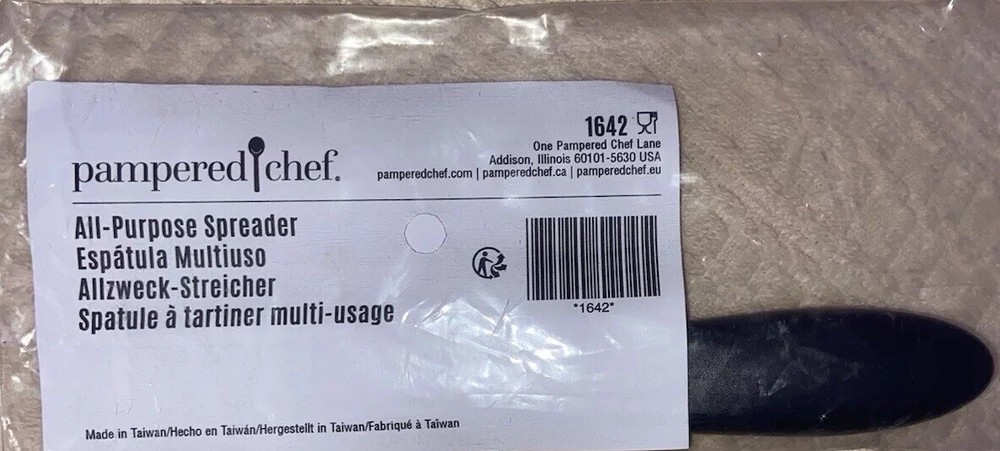 pampered chef.
1642
One Pampered Chef Lane
Addison, Illinois 60101-5630 USA
pamperedchef.com | pamperedchef.ca | pamperedchef.eu
All-Purpose Spreader
Espátula Multiuso
Allzweck-Streicher
Spatule à tartiner multi-usage
*1642*
Made in Taiwan/Hecho en Taiwán/Hergestellt in Taiwan/Fabriqué à Taïwan